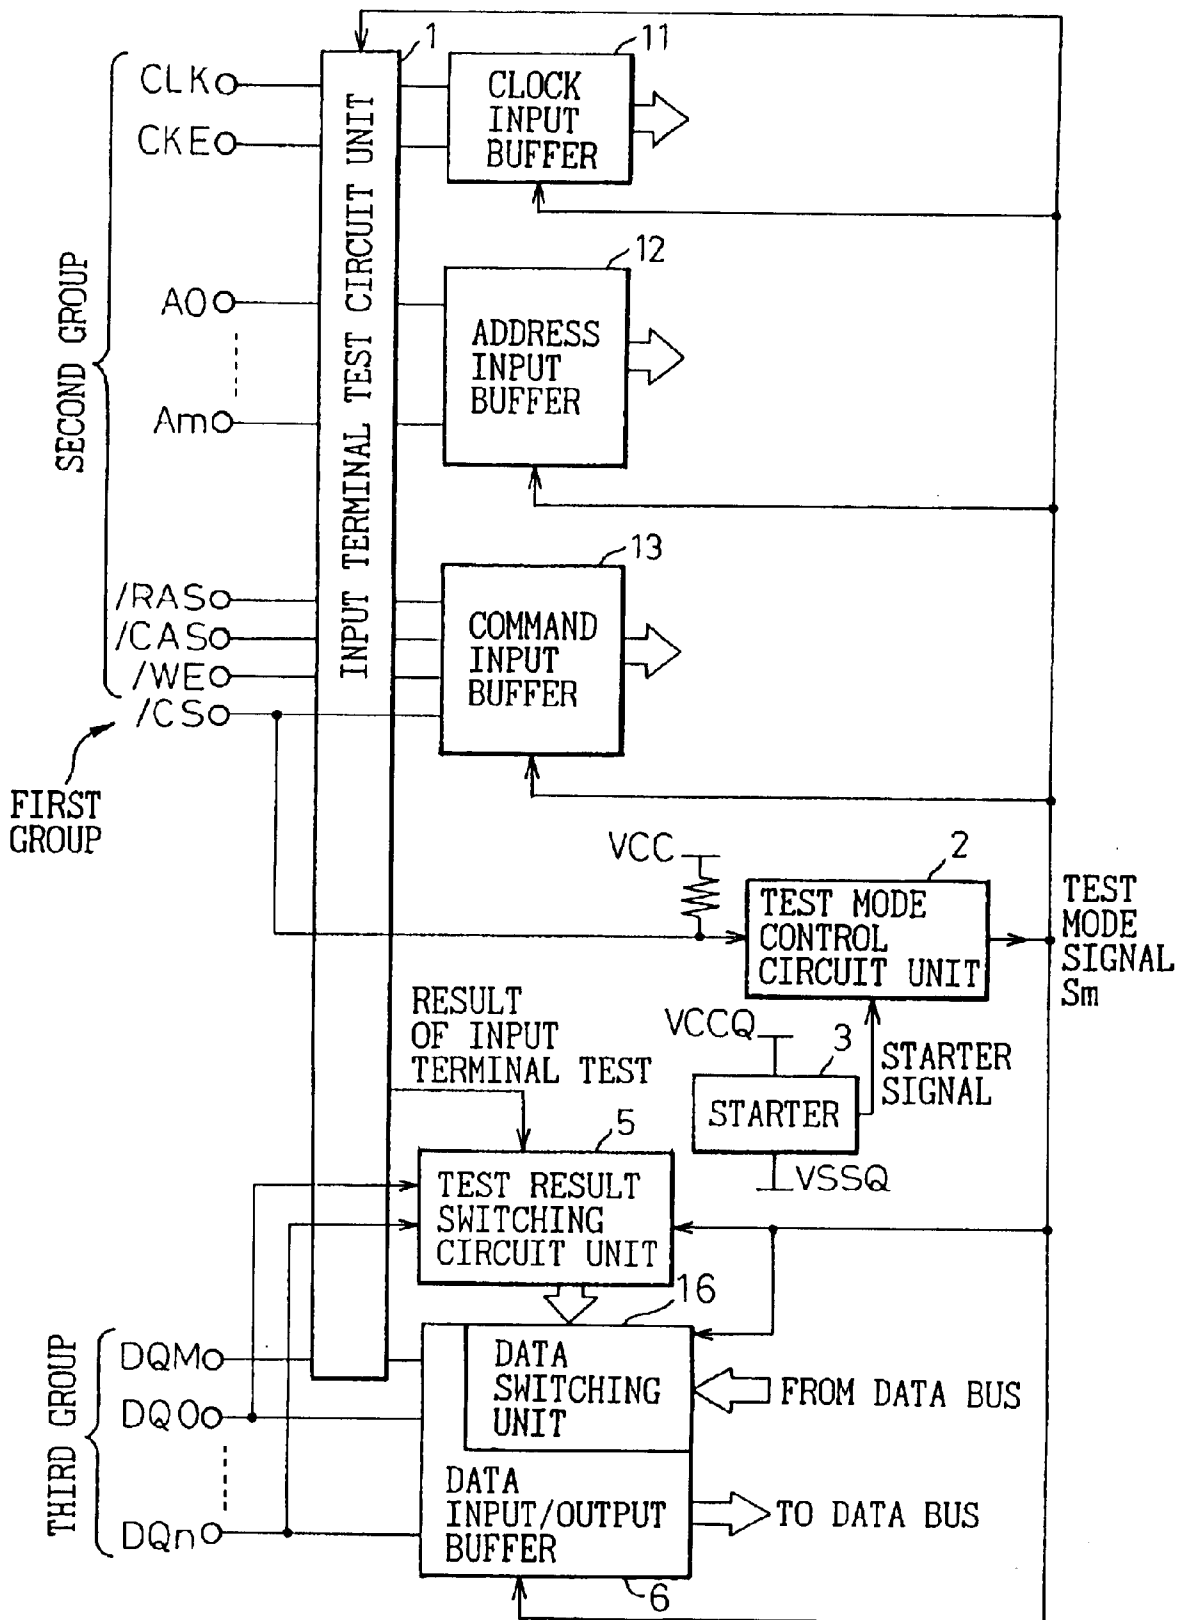 1
11
CLK
CKE
CLOCK
INPUT
BUFFER
INPUT TERMINAL TEST CIRCUIT UNIT
SECOND GROUP
12
A0
Am
ADDRESS
INPUT
BUFFER
13
/RAS
/CAS
/WE
/CS
COMMAND
INPUT
BUFFER
FIRST
GROUP
VCC
2
TEST MODE
CONTROL
CIRCUIT UNIT
TEST
MODE
SIGNAL
Sm
RESULT
OF INPUT
TERMINAL TEST
VCCQ
3
STARTER
STARTER
SIGNAL
VSSQ
5
TEST RESULT
SWITCHING
CIRCUIT UNIT
16
THIRD GROUP
DQM
DQ0
DQn
DATA
SWITCHING
UNIT
FROM DATA BUS
DATA
INPUT/OUTPUT
BUFFER
TO DATA BUS
6